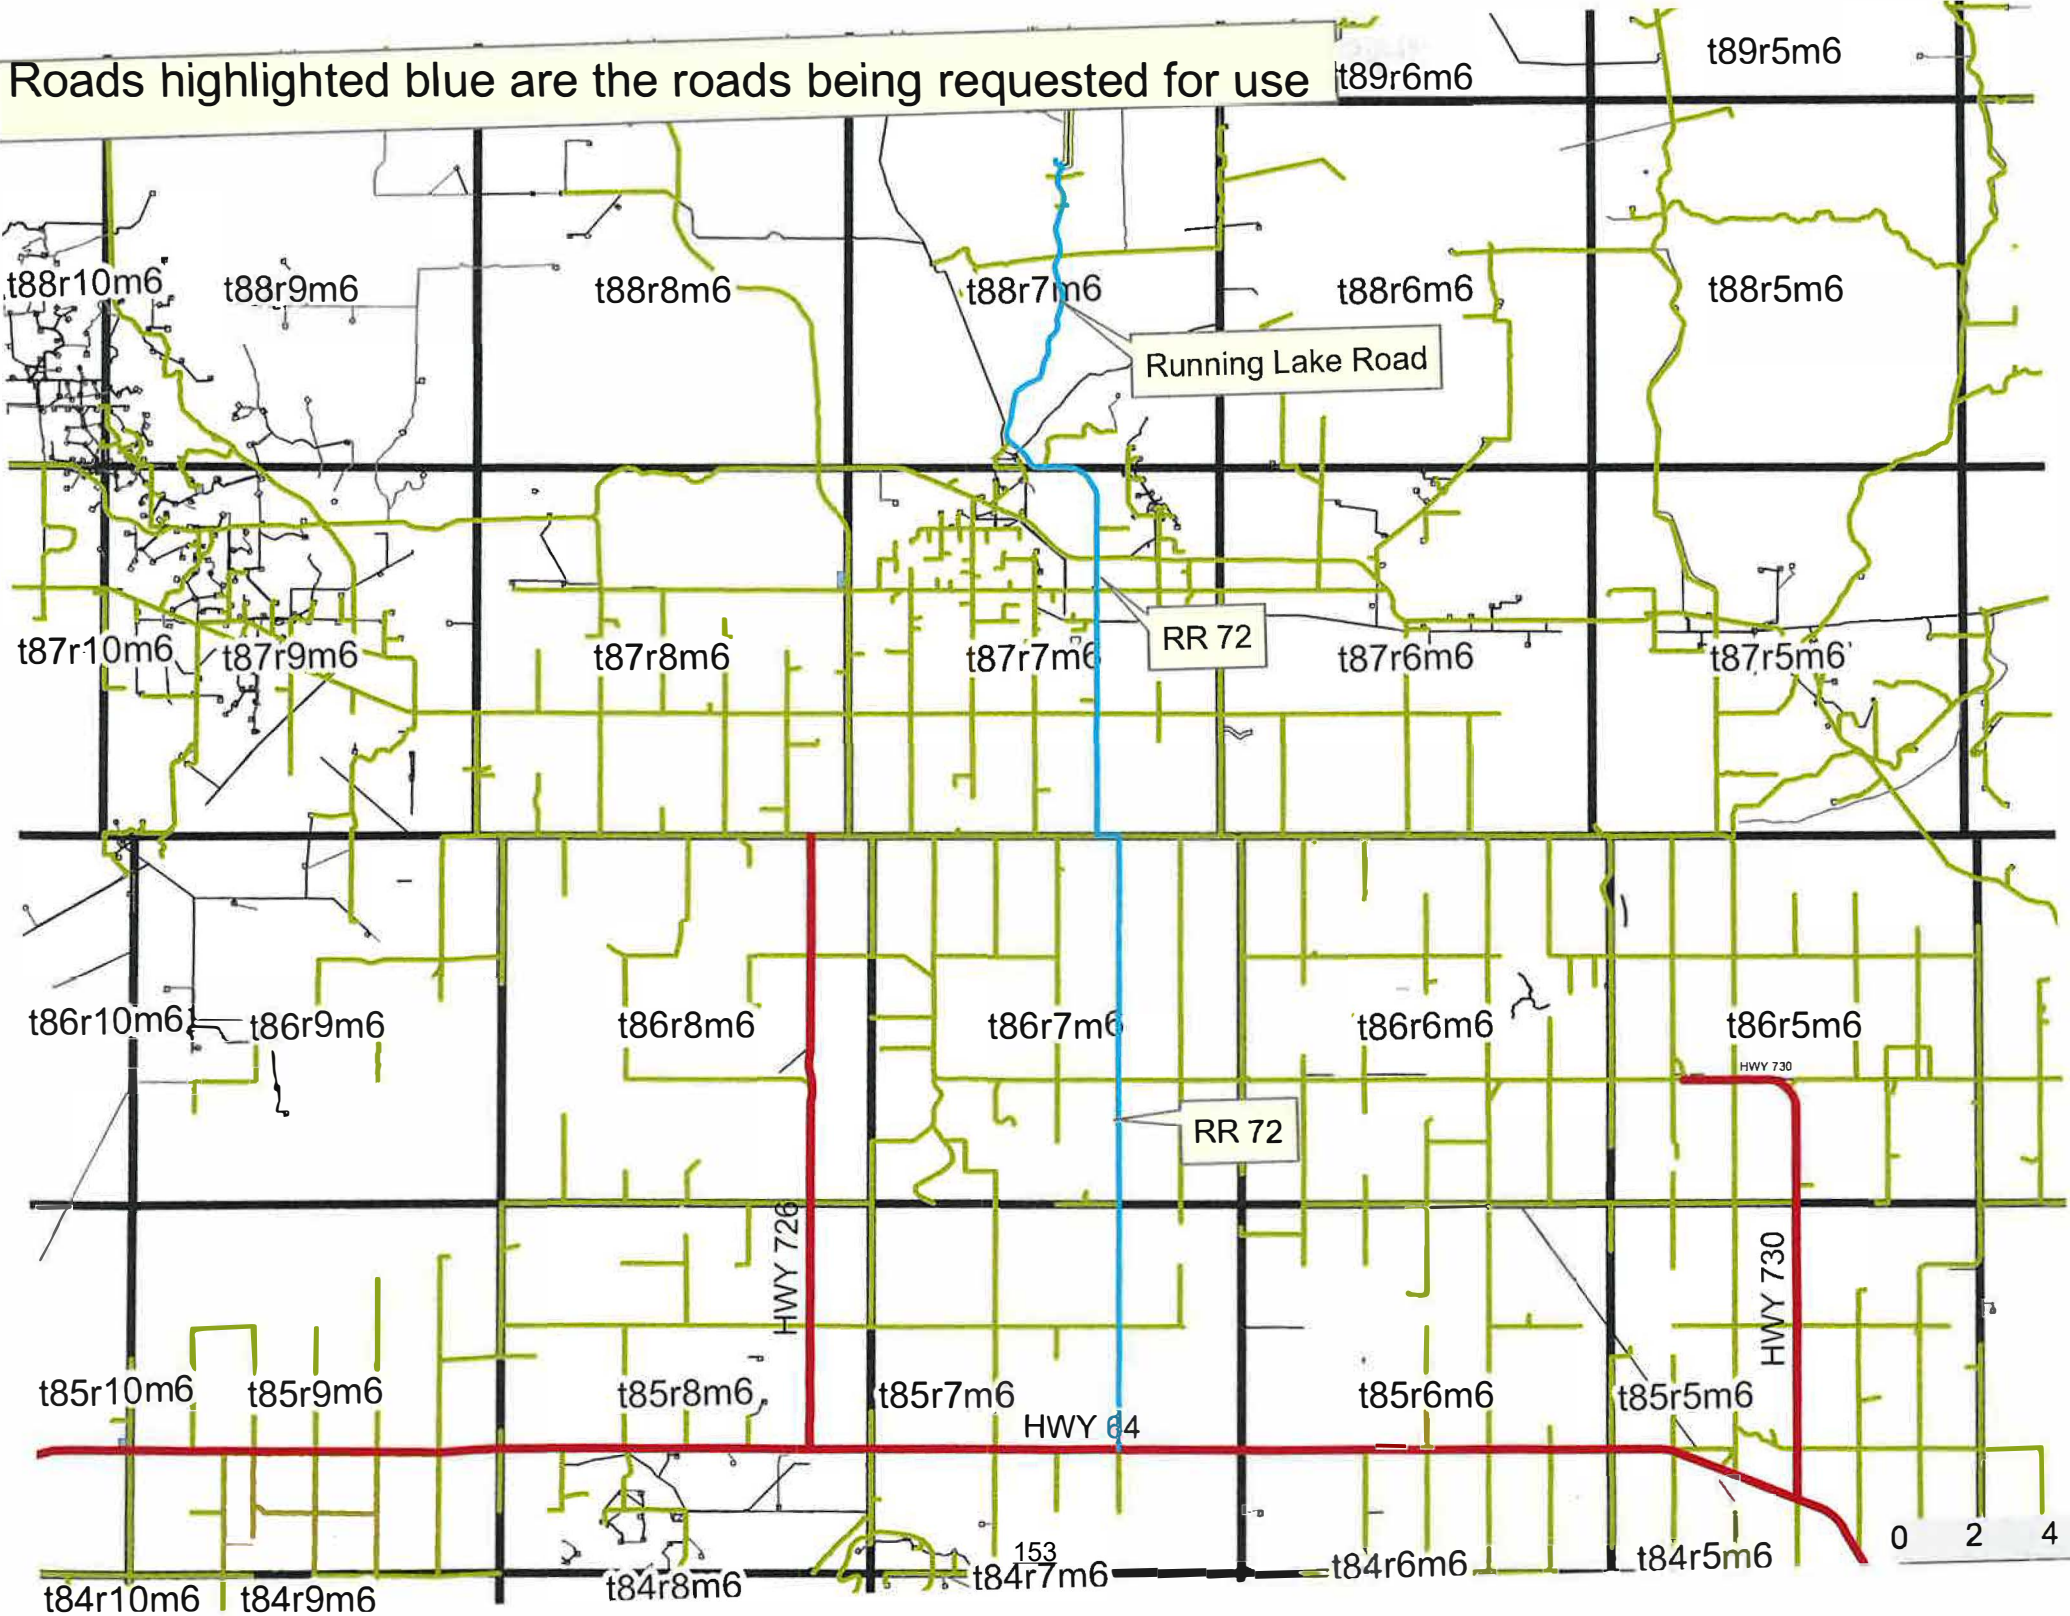 t89r5m6
Roads highlighted blue are the roads being requested for use
t89r6m6
t88r10m6
t88r9m6
t88r8m6
t88r7m6
t88r6m6
t88r5m6
Running Lake Road
RR 72
t87r10m6
t87r9m6
t87r8m6
t87r7m6
t87r6m6
t87r5m6
t86r10m6
t86r9m6
t86r8m6
t86r7m6
t86r6m6
t86r5m6
HWY 730
RR 72
HWY 726
HWY 730
t85r10m6
t85r9m6
t85r8m6
t85r7m6
t85r6m6
t85r5m6
HWY 64
0 2 4
153
t84r10m6
t84r9m6
t84r8m6
t84r7m6
t84r6m6
t84r5m6